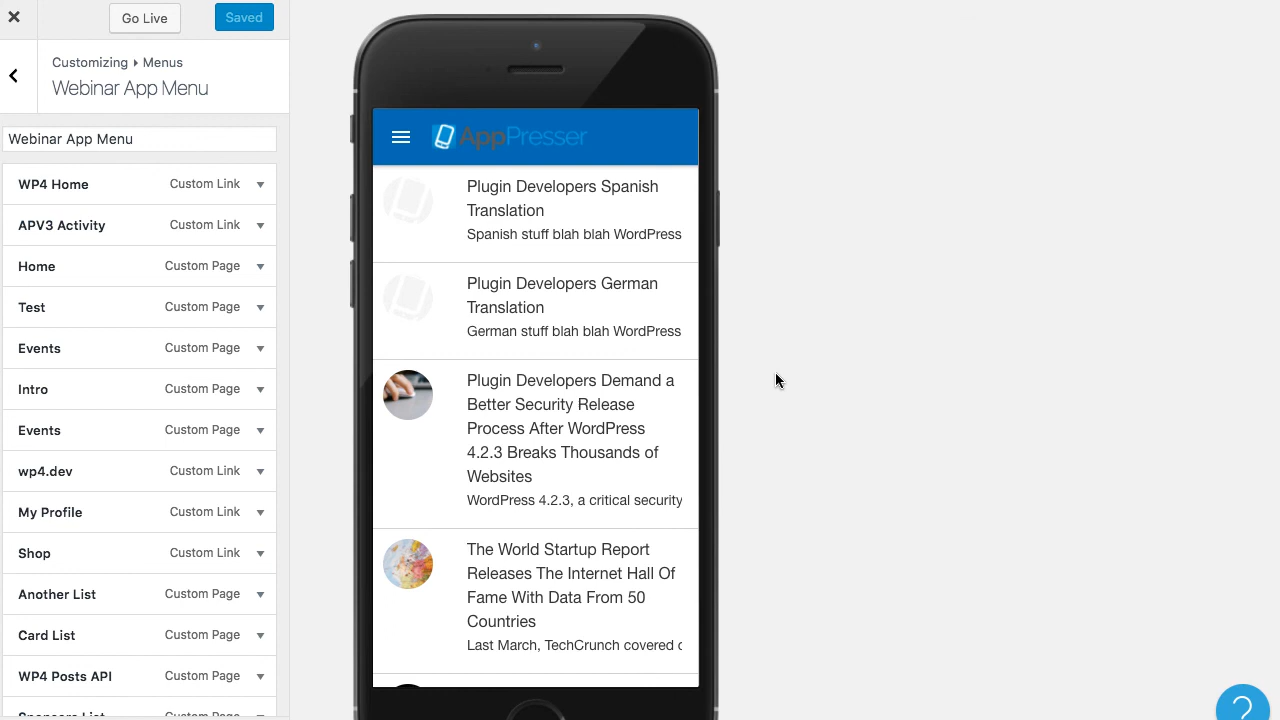 Go Live
Saved
Customizing ▸ Menus
Webinar App Menu
Webinar App Menu
WP4 Home Custom Link
APV3 Activity Custom Link
Home Custom Page
Test Custom Page
Events Custom Page
Intro Custom Page
Events Custom Page
wp4.dev Custom Link
My Profile Custom Link
Shop Custom Link
Another List Custom Page
Card List Custom Page
WP4 Posts API Custom Page
AppPresser
Plugin Developers Spanish
Translation
Spanish stuff blah blah WordPress
Plugin Developers German
Translation
German stuff blah blah WordPress
Plugin Developers Demand a
Better Security Release
Process After WordPress
4.2.3 Breaks Thousands of
Websites
WordPress 4.2.3, a critical security
The World Startup Report
Releases The Internet Hall Of
Fame With Data From 50
Countries
Last March, TechCrunch covered
?